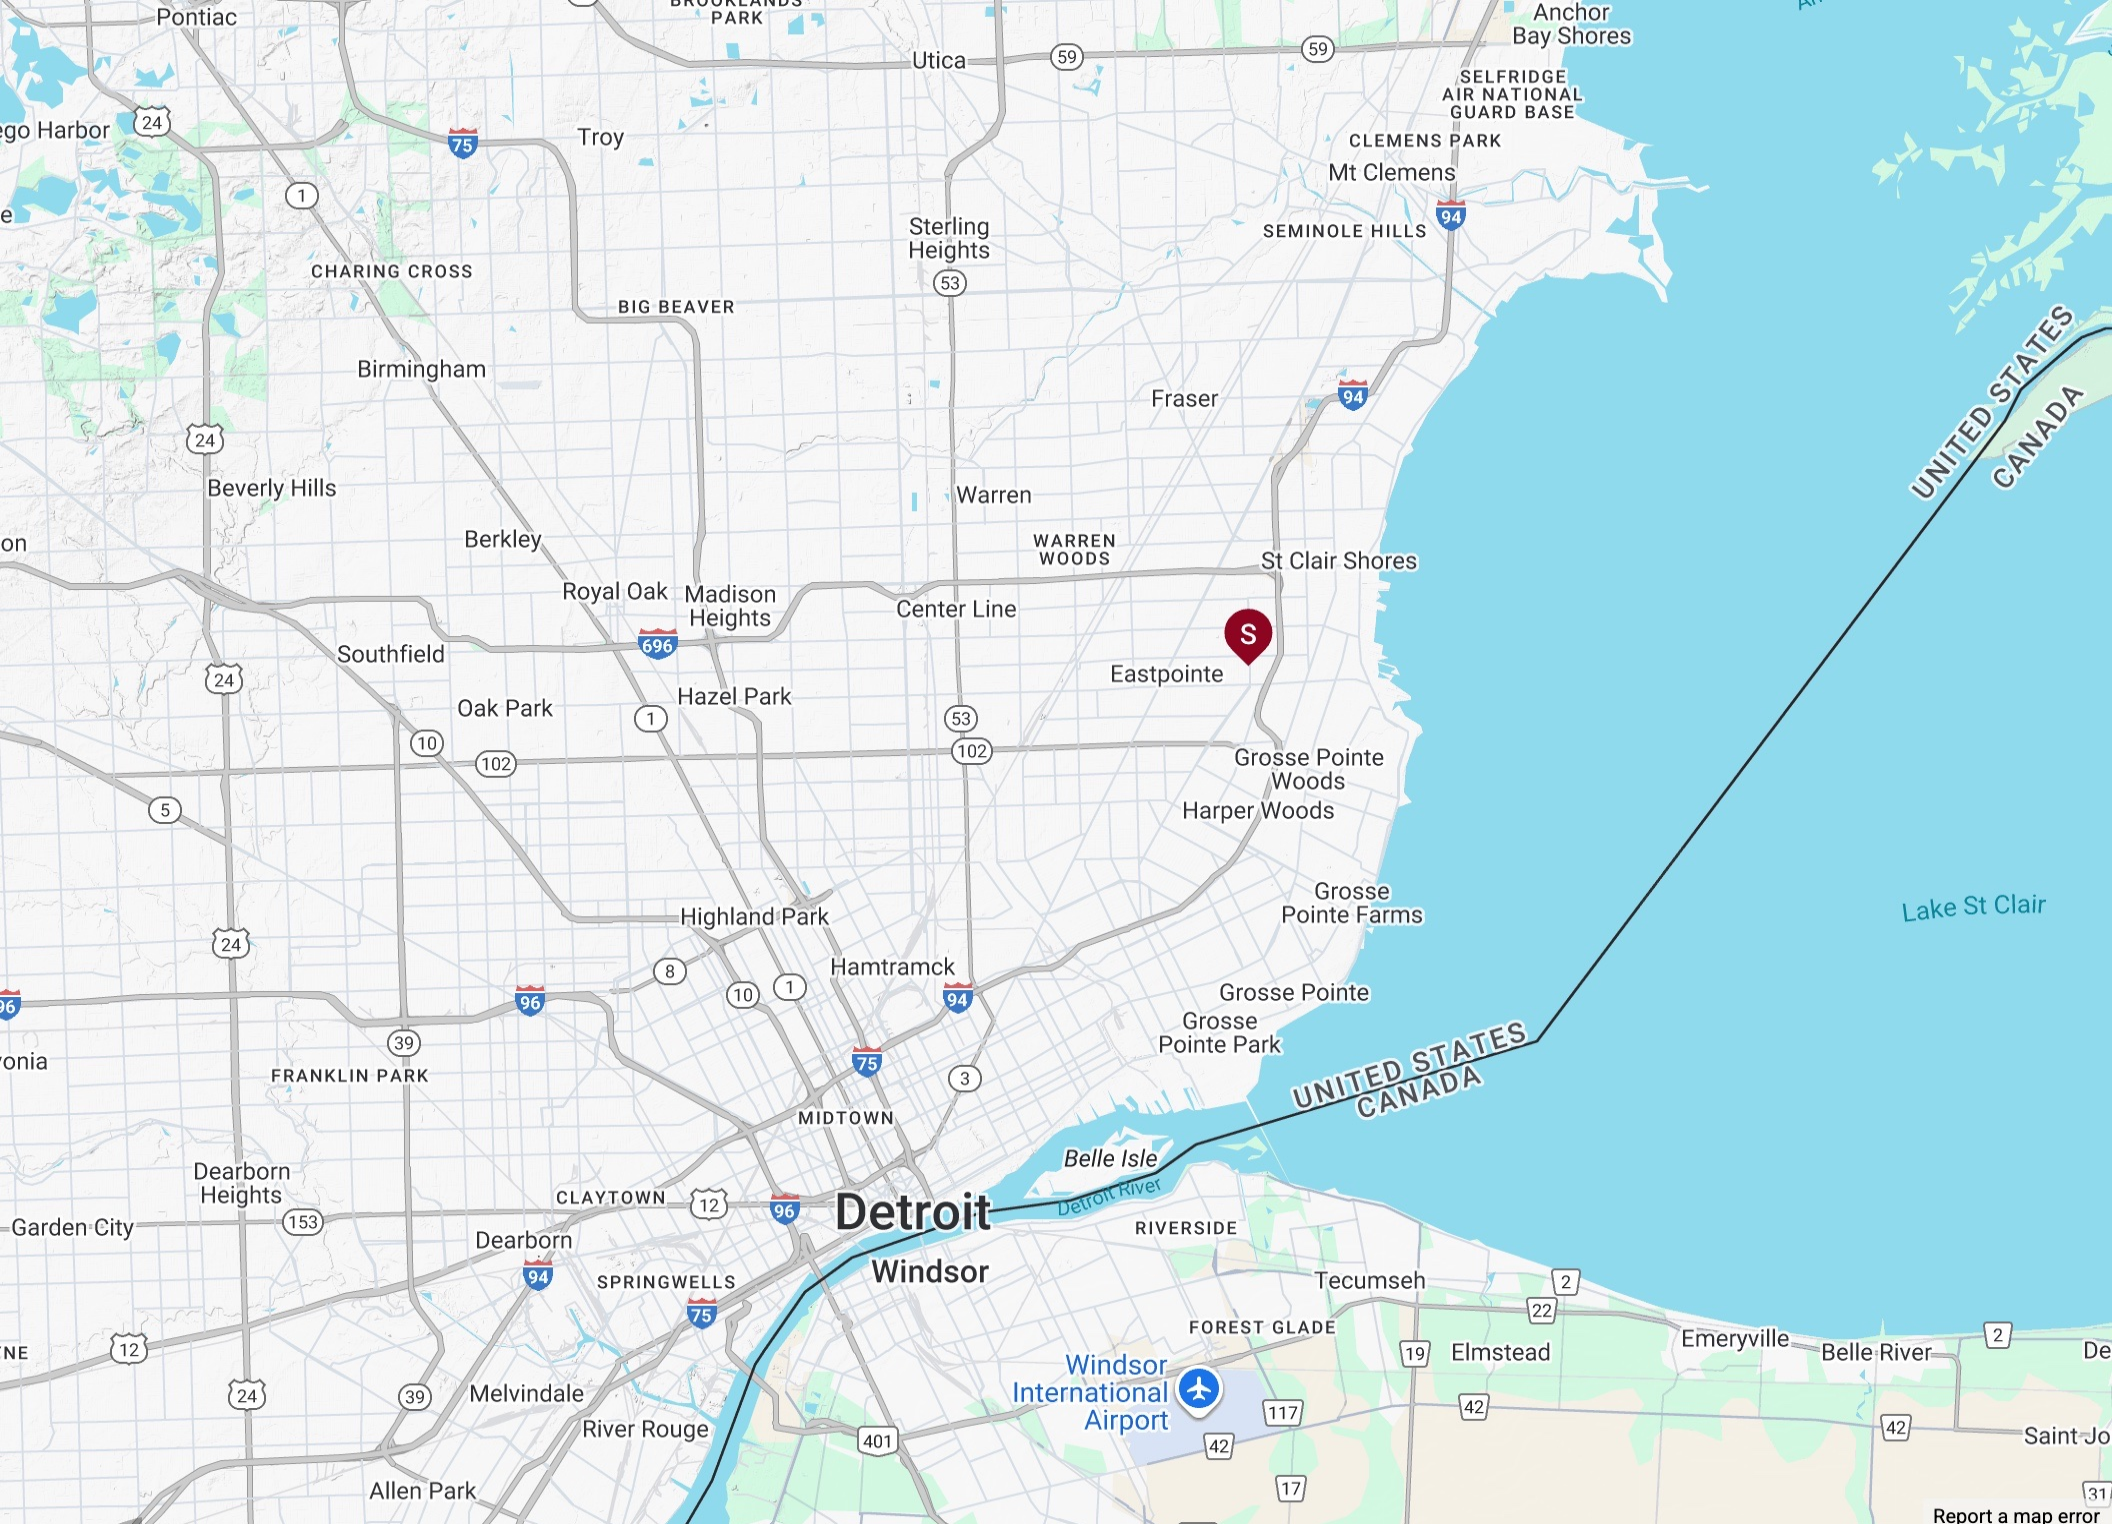 BROOKLANDS
PARK
Pontiac
Anchor
Bay Shores
Utica
59
59
SELFRIDGE
AIR NATIONAL
GUARD BASE
24
ego Harbor
75
Troy
CLEMENS PARK
Mt Clemens
1
94
e
Sterling
Heights
SEMINOLE HILLS
CHARING CROSS
53
BIG BEAVER
UNITED STATES
CANADA
Birmingham
Fraser
94
24
Beverly Hills
Warren
on
Berkley
WARREN
WOODS
St Clair Shores
Royal Oak
Madison
Heights
Center Line
S
696
Southfield
24
Eastpointe
Oak Park
Hazel Park
1
53
10
102
102
Grosse Pointe
Woods
5
Harper Woods
Grosse
Pointe Farms
Lake St Clair
Highland Park
24
8
Hamtramck
96
96
10
1
94
Grosse Pointe
Grosse
Pointe Park
39
vonia
75
FRANKLIN PARK
3
UNITED STATES
CANADA
MIDTOWN
Belle Isle
Detroit River
Dearborn
Heights
CLAYTOWN
12
96
Detroit
Garden City
153
Dearborn
RIVERSIDE
94
SPRINGWELLS
Windsor
Tecumseh
2
75
22
FOREST GLADE
12
NE
19
Elmstead
Emeryville
Belle River
2
De
Windsor
International
Airport
24
39
Melvindale
117
42
River Rouge
401
42
42
Saint Jo
Allen Park
17
31
Report a map error